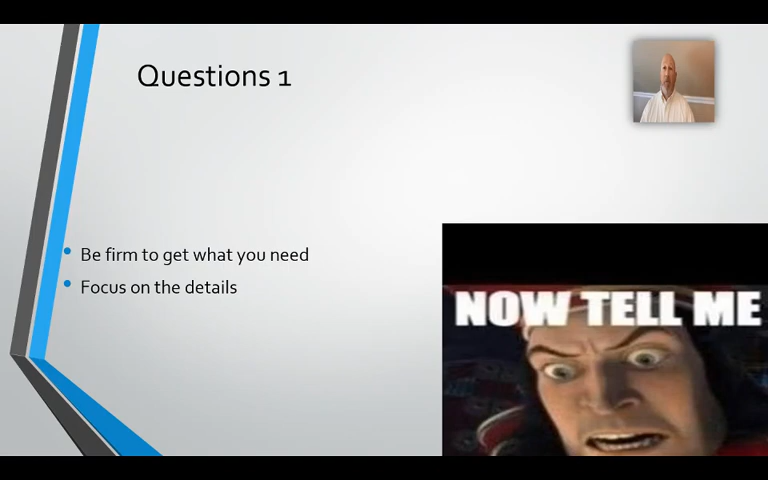 Questions 1
Be firm to get what you need
Focus on the details
NOW TELL ME